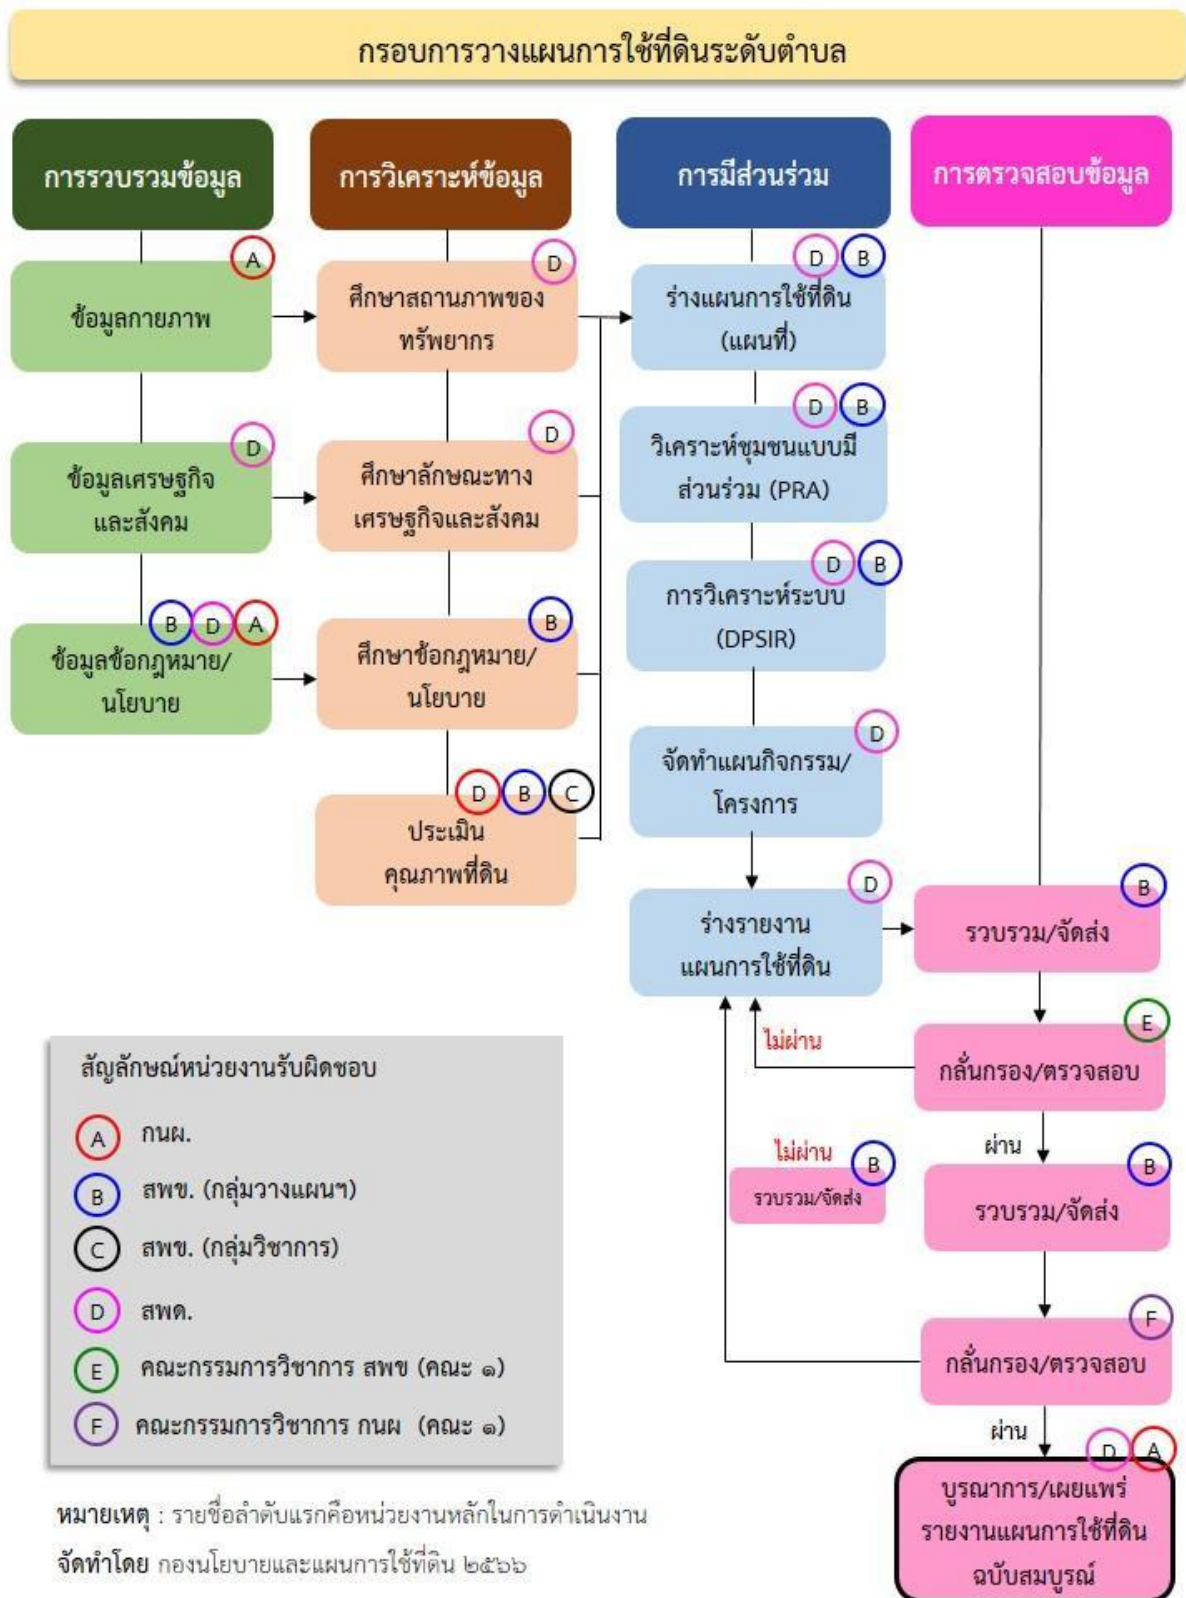 กรอบการวางแผนการใช้ที่ดินระดับตำบล
การรวบรวมข้อมูล
การวิเคราะห์ข้อมูล
การมีส่วนร่วม
การตรวจสอบข้อมูล
A
ข้อมูลกายภาพ
D
ข้อมูลเศรษฐกิจ
และสังคม
B D A
ข้อมูลข้อกฎหมาย/
นโยบาย
D
ศึกษาสถานภาพของ
ทรัพยากร
D
ศึกษาลักษณะทาง
เศรษฐกิจและสังคม
B
ศึกษาข้อกฎหมาย/
นโยบาย
D B C
ประเมิน
คุณภาพที่ดิน
D B
ร่างแผนการใช้ที่ดิน
(แผนที่)
D B
วิเคราะห์ชุมชนแบบมี
ส่วนร่วม (PRA)
D B
การวิเคราะห์ระบบ
(DPSIR)
D
จัดทำแผนกิจกรรม/
โครงการ
D
ร่างรายงาน
แผนการใช้ที่ดิน
B
รวบรวม/จัดส่ง
E
กลั่นกรอง/ตรวจสอบ
ไม่ผ่าน
ผ่าน
B
รวบรวม/จัดส่ง
ไม่ผ่าน
B
รวบรวม/จัดส่ง
F
กลั่นกรอง/ตรวจสอบ
ผ่าน
D A
บูรณาการ/เผยแพร่
รายงานแผนการใช้ที่ดิน
ฉบับสมบูรณ์
สัญลักษณ์หน่วยงานรับผิดชอบ
A กนผ.
B สพข. (กลุ่มวางแผนฯ)
C สพข. (กลุ่มวิชาการ)
D สพด.
E คณะกรรมการวิชาการ สพข (คณะ ๑)
F คณะกรรมการวิชาการ กนผ (คณะ ๑)
หมายเหตุ : รายชื่อลำดับแรกคือหน่วยงานหลักในการดำเนินงาน
จัดทำโดย กองนโยบายและแผนการใช้ที่ดิน ๒๕๖๖